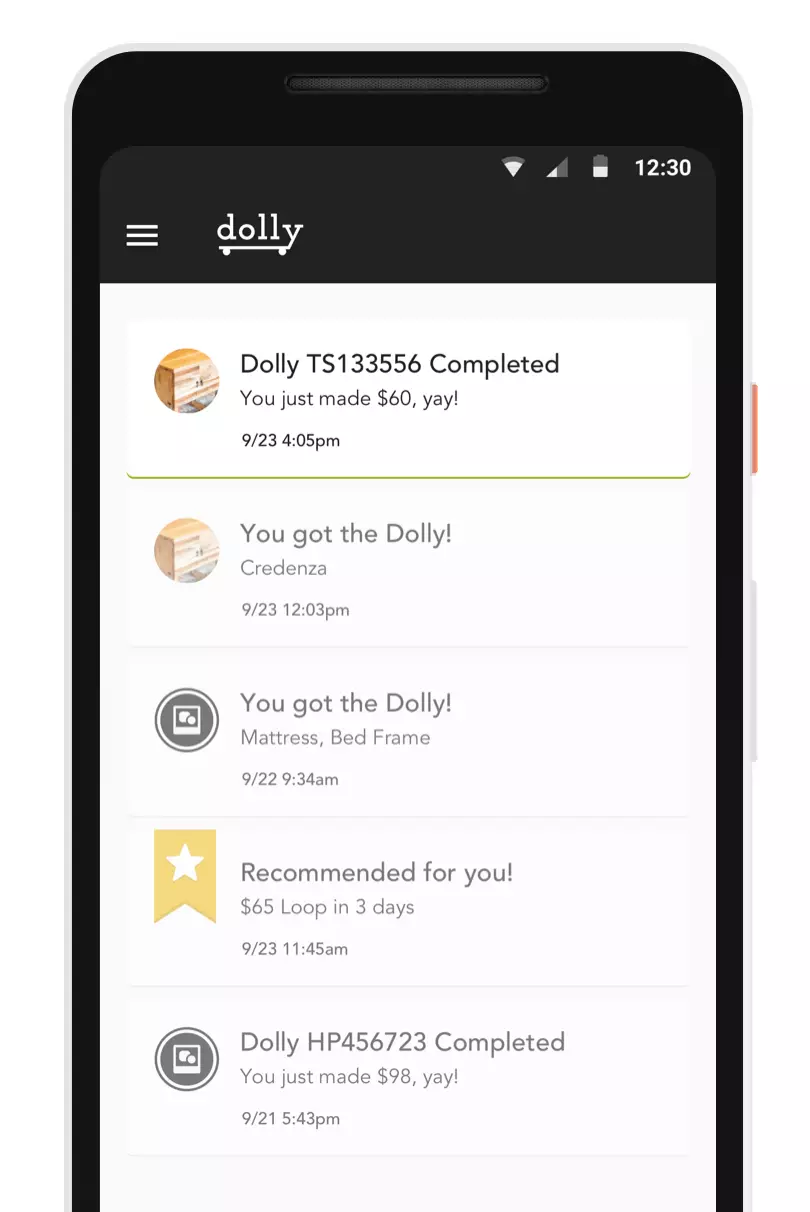 12:30
dolly
Dolly TS133556 Completed
You just made $60, yay!
9/23 4:05pm
You got the Dolly!
Credenza
9/23 12:03pm
You got the Dolly!
Mattress, Bed Frame
9/22 9:34am
Recommended for you!
$65 Loop in 3 days
9/23 11:45am
Dolly HP456723 Completed
You just made $98, yay!
9/21 5:43pm